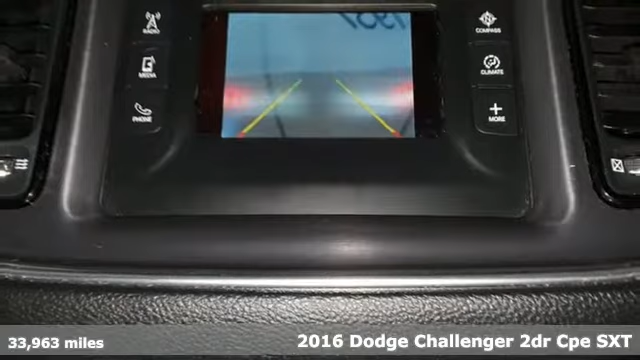 RADIO
COMPASS
MEDIA
CLIMATE
PHONE
MORE
33,963 miles
2016 Dodge Challenger 2dr Cpe SXT